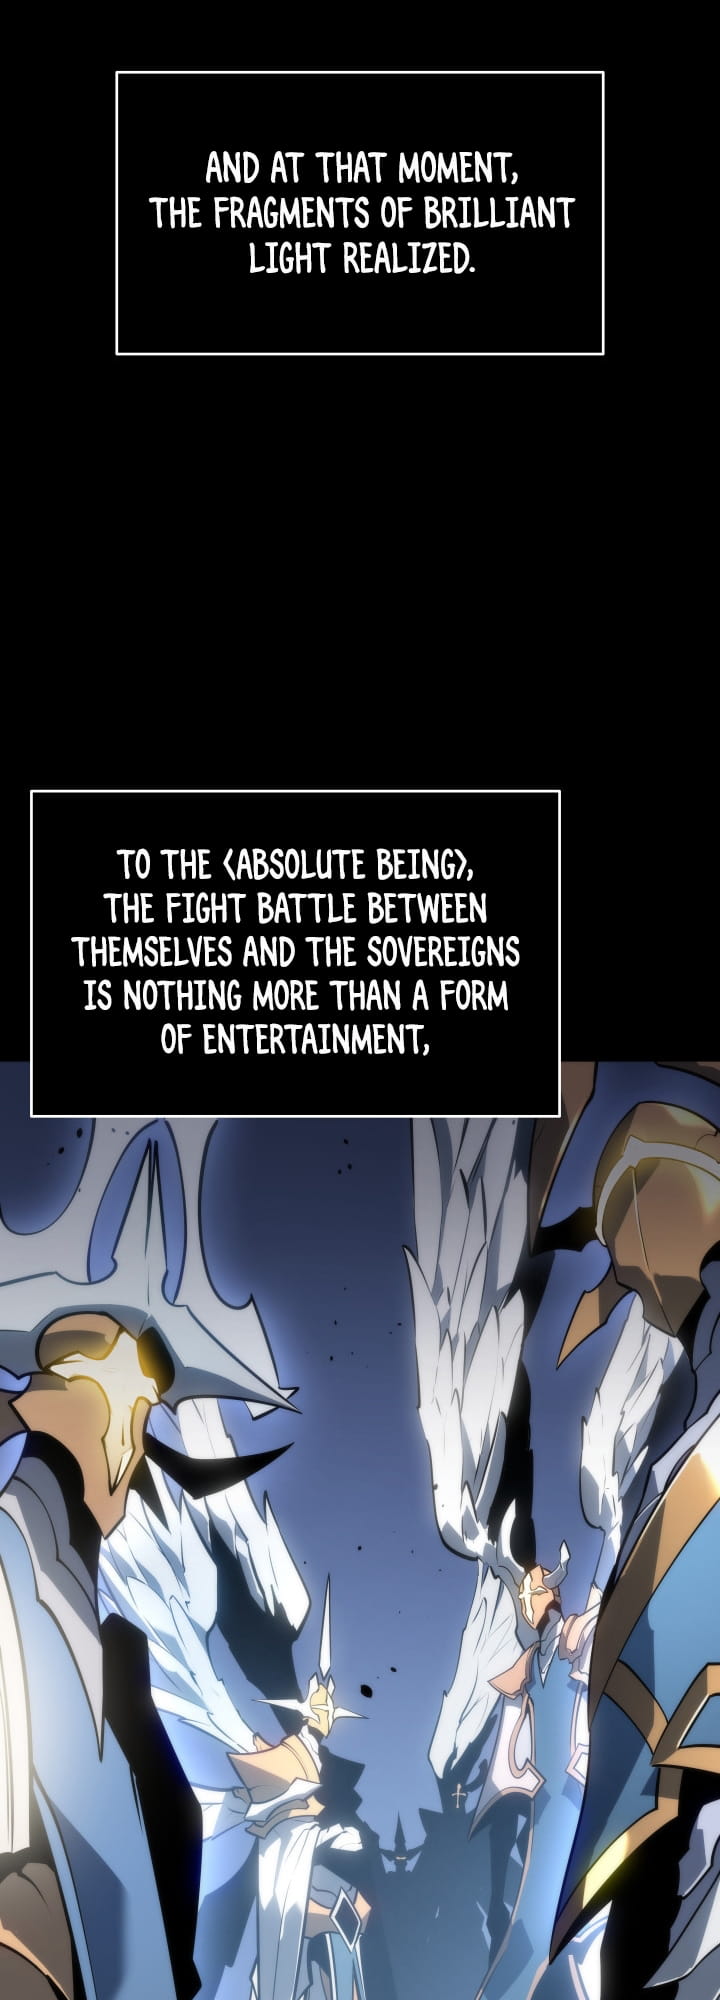 AND AT THAT MOMENT,
THE FRAGMENTS OF BRILLIANT
LIGHT REALIZED.
TO THE <ABSOLUTE BEING>,
THE FIGHT BATTLE BETWEEN
THEMSELVES AND THE SOVEREIGNS
IS NOTHING MORE THAN A FORM
OF ENTERTAINMENT,